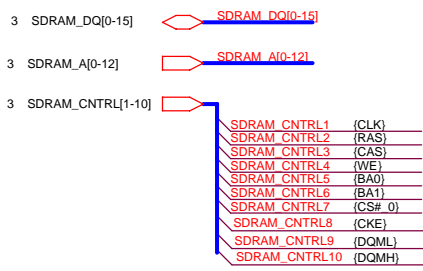 3 SDRAM_DQ[0-15] SDRAM_DQ[0-15]
3 SDRAM_A[0-12] SDRAM_A[0-12]
3 SDRAM_CNTRL[1-10]
SDRAM_CNTRL1 {CLK}
SDRAM_CNTRL2 {RAS}
SDRAM_CNTRL3 {CAS}
SDRAM_CNTRL4 {WE}
SDRAM_CNTRL5 {BA0}
SDRAM_CNTRL6 {BA1}
SDRAM_CNTRL7 {CS#_0}
SDRAM_CNTRL8 {CKE}
SDRAM_CNTRL9 {DQML}
SDRAM_CNTRL10 {DQMH}